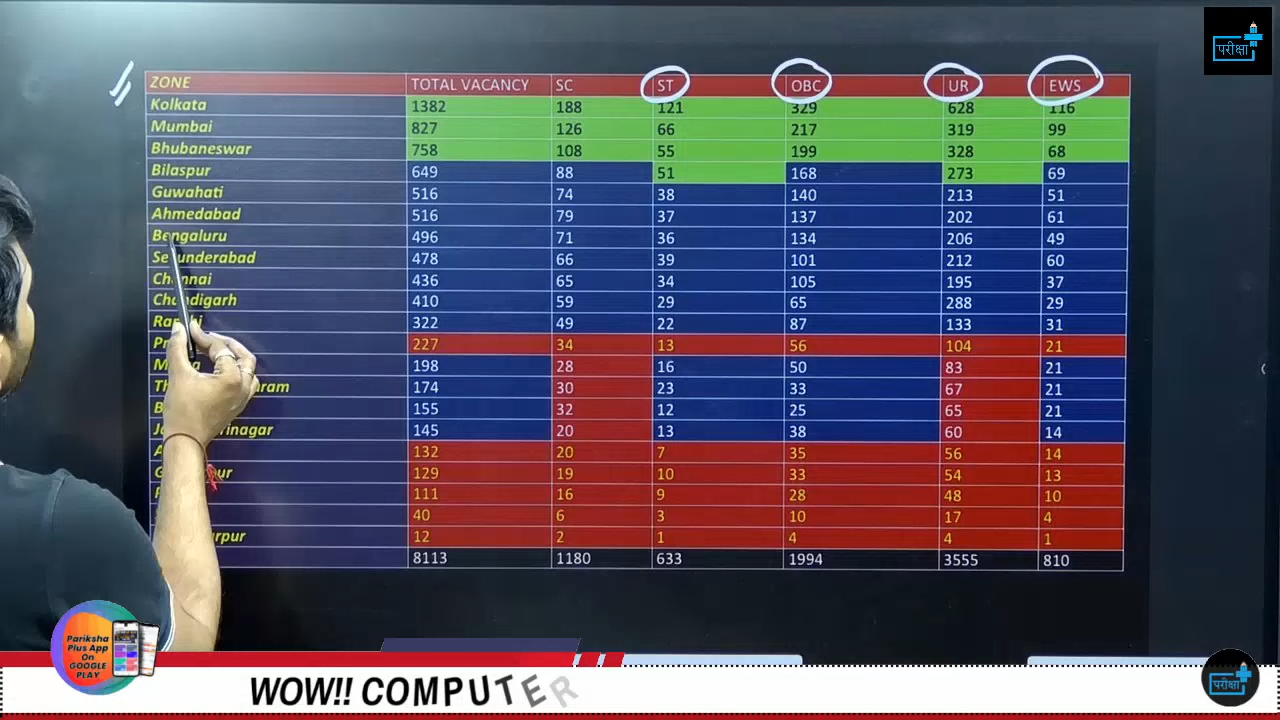 परीक्षा
ZONE TOTAL VACANCY SC ST OBC UR EWS
Kolkata 1382 188 121 329 628 116
Mumbai 827 126 66 217 319 99
Bhubaneswar 758 108 55 199 328 68
Bilaspur 649 88 51 168 273 69
Guwahati 516 74 38 140 213 51
Ahmedabad 516 79 37 137 202 61
Bengaluru 496 71 36 134 206 49
478 66 39 101 212 60
436 65 34 105 195 37
410 59 29 65 288 29
322 49 22 87 133 31
227 34 13 56 104 21
198 28 16 50 83 21
174 30 23 33 67 21
155 32 12 25 65 21
145 20 13 38 60 14
132 20 7 35 56 14
129 19 10 33 54 13
111 16 9 28 48 10
40 6 3 10 17 4
12 2 1 4 4 1
8113 1180 633 1994 3555 810
Pariksha
Plus App
On
GOOGLE
PLAY
WOW!! COMPUTER
परीक्षा